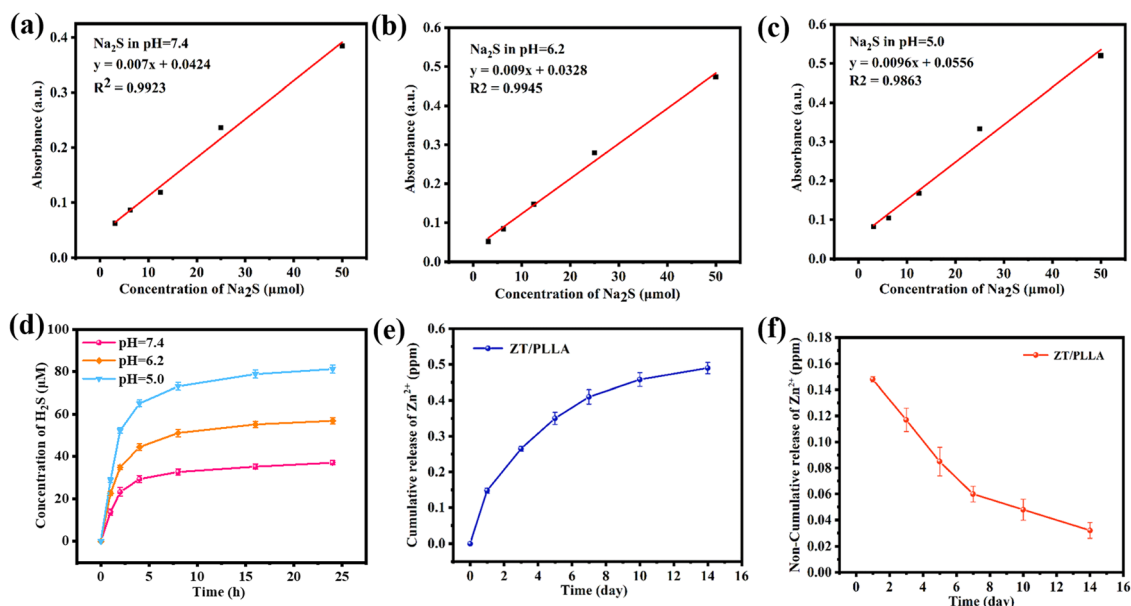 (a)
Na₂S in pH=7.4
y = 0.007x + 0.0424
R² = 0.9923
0.4
0.3
0.2
0.1
0.0
Absorbance (a.u.)
0 10 20 30 40 50
Concentration of Na₂S (μmol)
(b)
Na₂S in pH=6.2
y = 0.009x + 0.0328
R2 = 0.9945
0.6
0.5
0.4
0.3
0.2
0.1
0.0
Absorbance (a.u.)
0 10 20 30 40 50
Concentration of Na₂S (μmol)
(c)
Na₂S in pH=5.0
y = 0.0096x + 0.0556
R2 = 0.9863
0.6
0.5
0.4
0.3
0.2
0.1
0.0
Absorbance (a.u.)
0 10 20 30 40 50
Concentration of Na₂S (μmol)
(d)
pH=7.4
pH=6.2
pH=5.0
100
80
60
40
20
0
Concentration of H₂S (μM)
0 5 10 15 20 25
Time (h)
(e)
ZT/PLLA
0.6
0.5
0.4
0.3
0.2
0.1
0.0
Cumulative release of Zn²⁺ (ppm)
0 2 4 6 8 10 12 14 16
Time (day)
(f)
ZT/PLLA
0.18
0.16
0.14
0.12
0.10
0.08
0.06
0.04
0.02
0.00
Non-Cumulative release of Zn²⁺ (ppm)
0 2 4 6 8 10 12 14 16
Time (day)